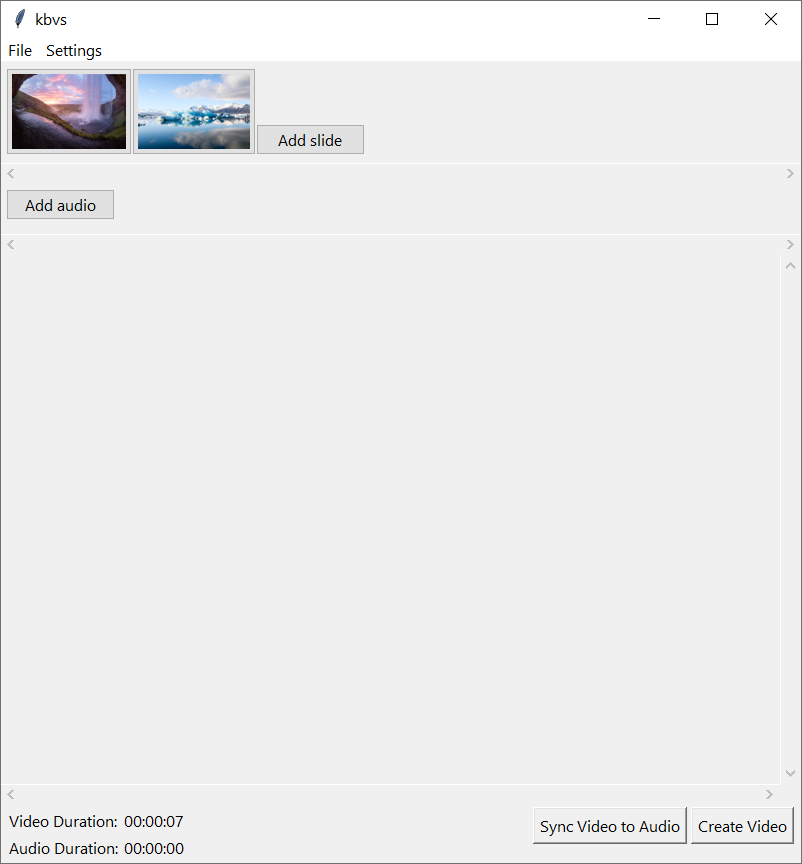 kbvs
File Settings
Add slide
Add audio
Video Duration: 00:00:07
Sync Video to Audio Create Video
Audio Duration: 00:00:00